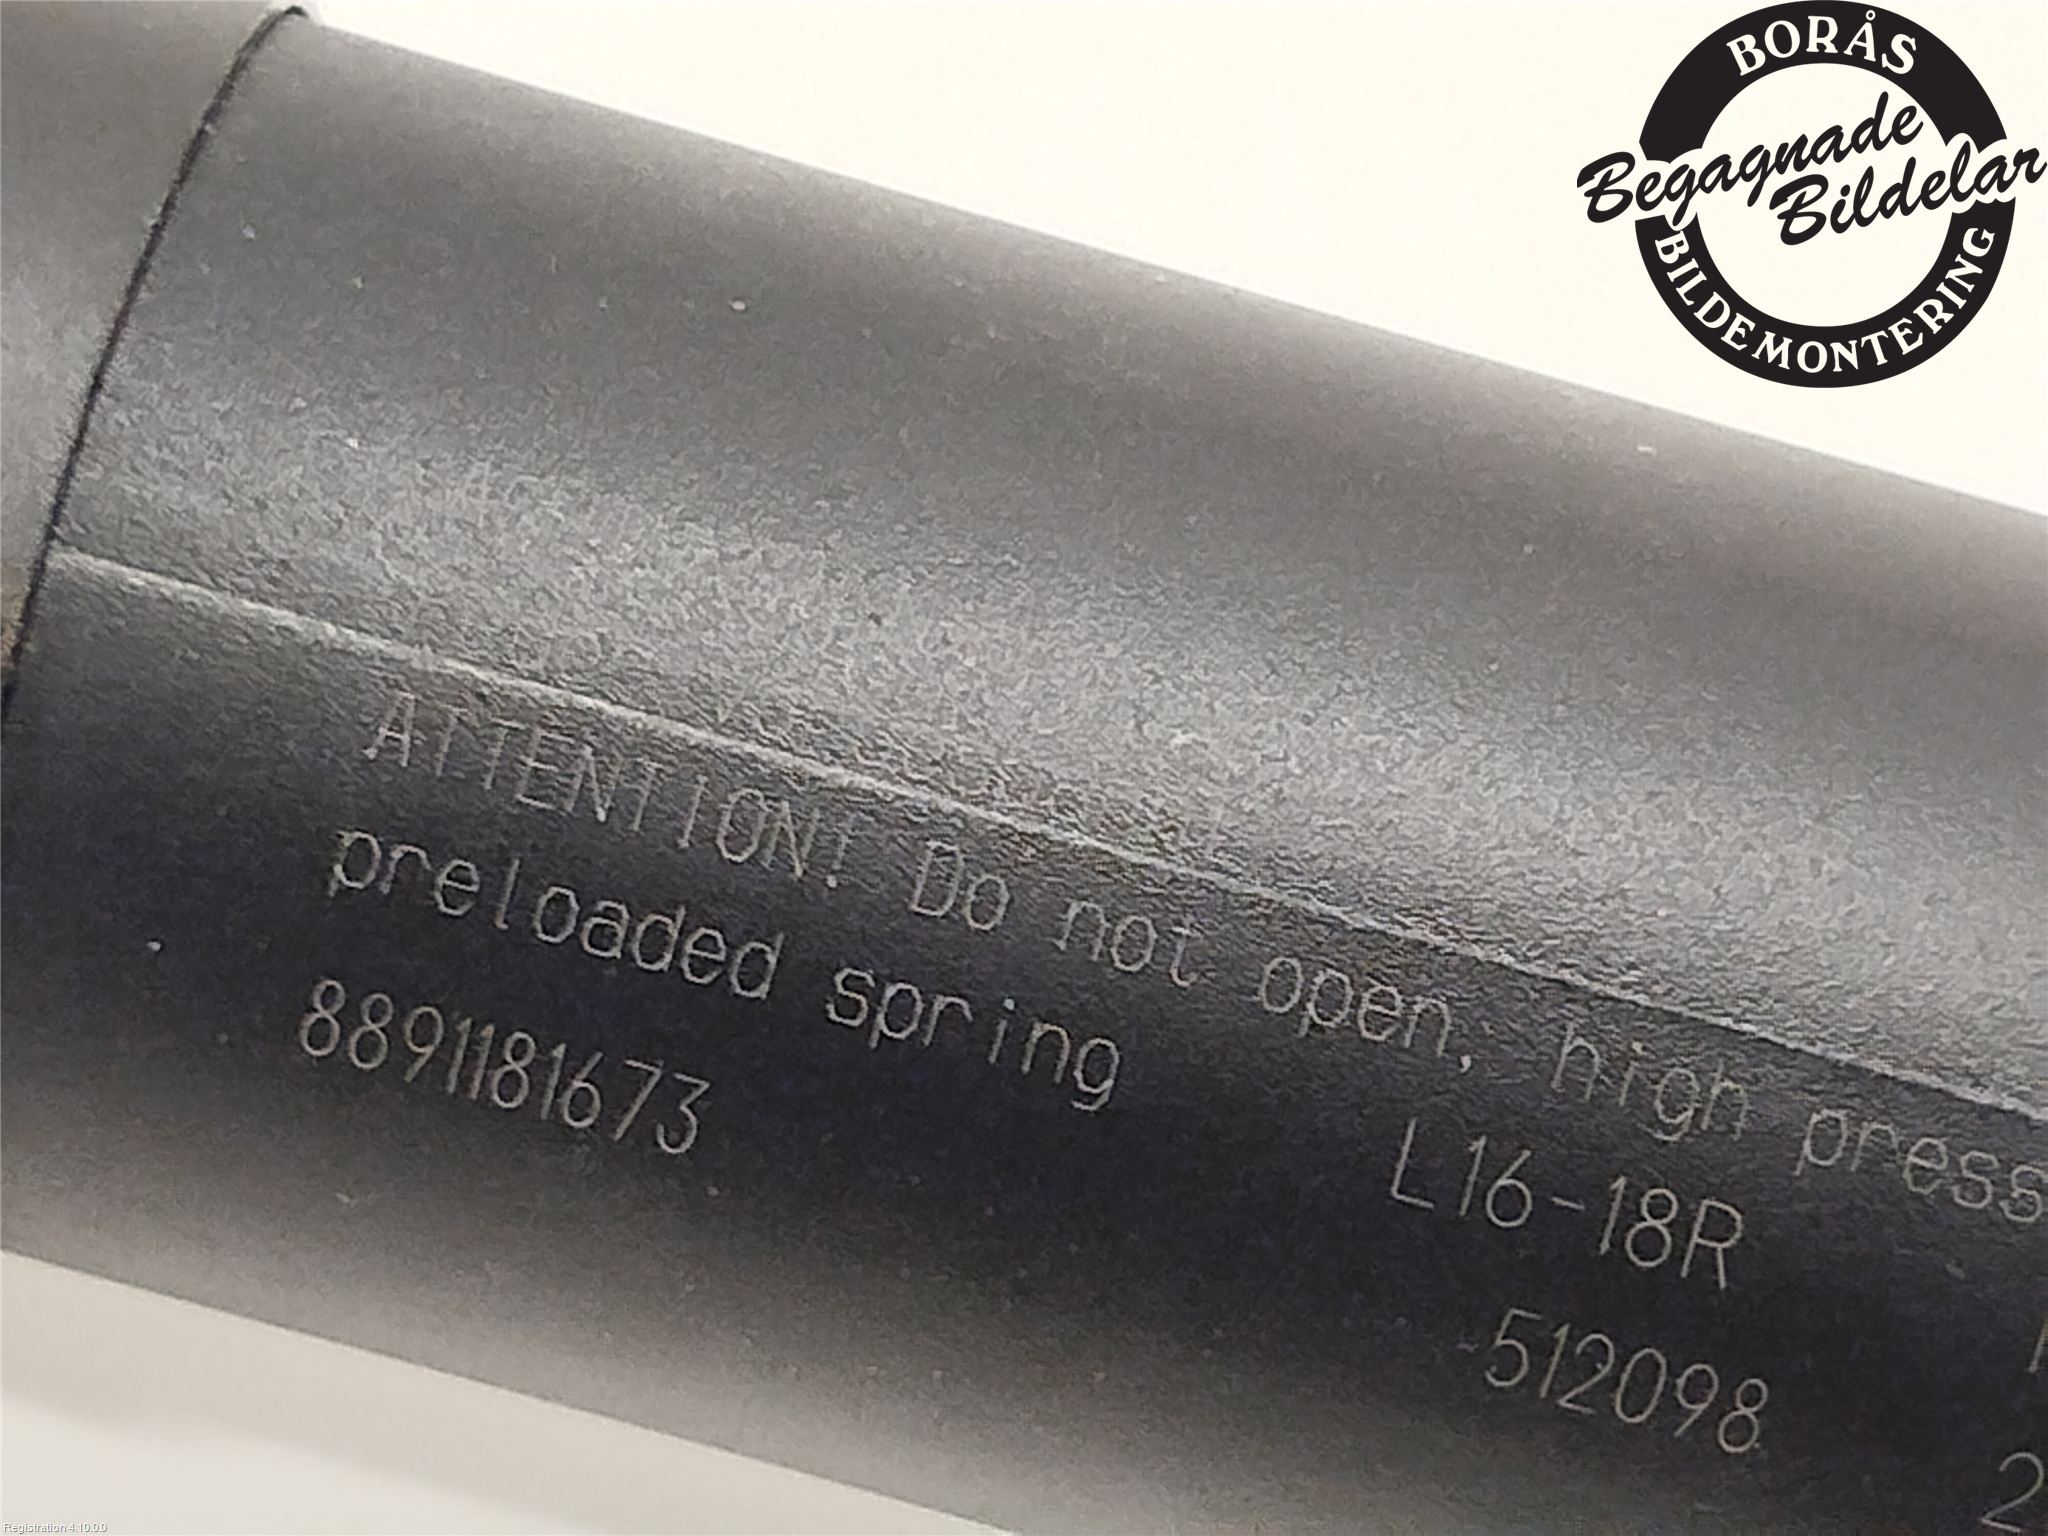 BORÅS
Begagnade
Bildelar
BILDEMONTERING
ATTENTION! Do not open, high press
preloaded spring
8891181673
L16-18R
512098
2
Registration 4.10.0.0